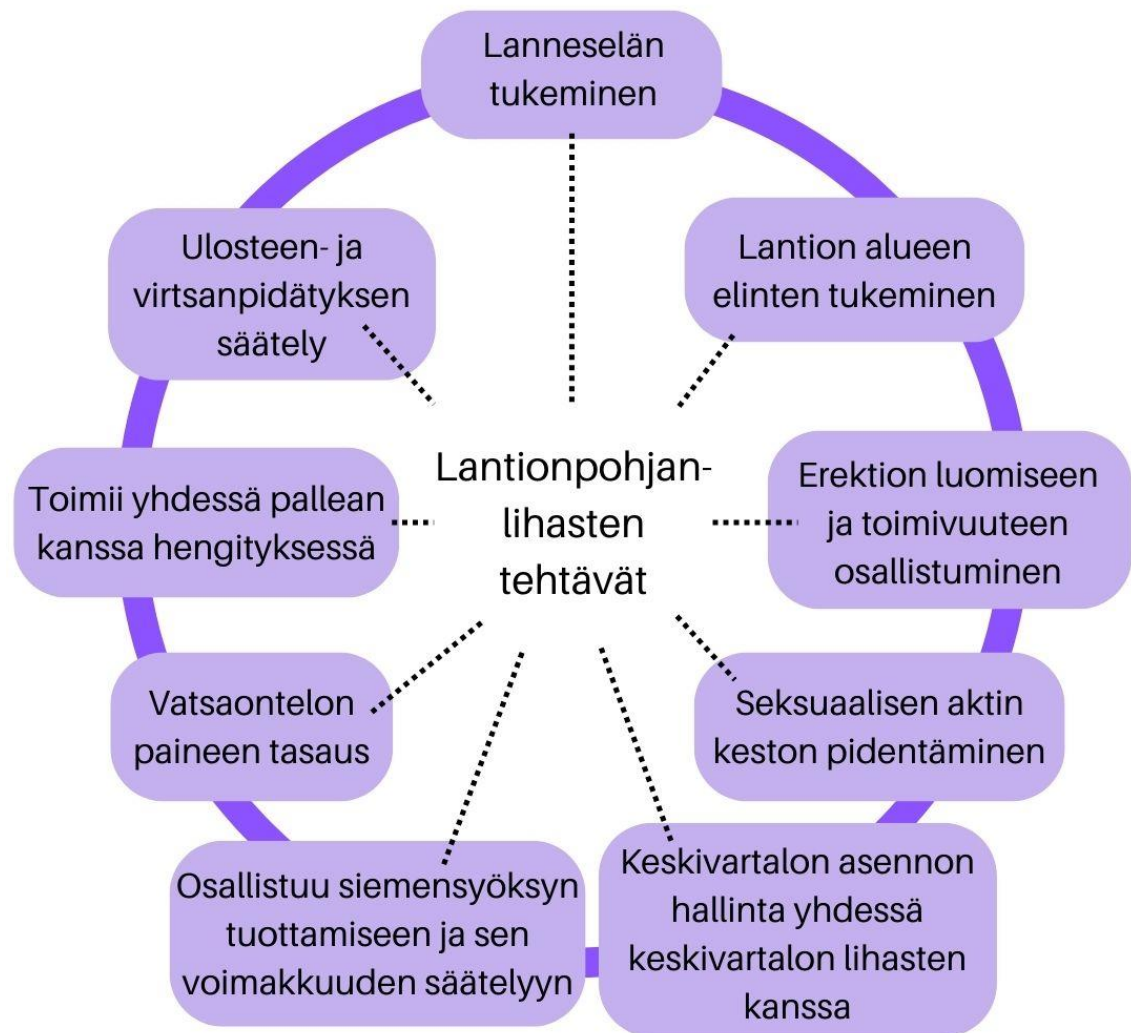 Lanneselän
tukeminen
Lantion alueen
elinten tukeminen
Erektion luomiseen
ja toimivuuteen
osallistuminen
Seksuaalisen aktin
keston pidentäminen
Keskivartalon asennon
hallinta yhdessä
keskivartalon lihasten
kanssa
Osallistuu siemensyöksyn
tuottamiseen ja sen
voimakkuuden säätelyyn
Vatsaontelon
paineen tasaus
Toimii yhdessä pallean
kanssa hengityksessä
Ulosteen- ja
virtsanpidätyksen
säätely
Lantionpohjan-
lihasten
tehtävät